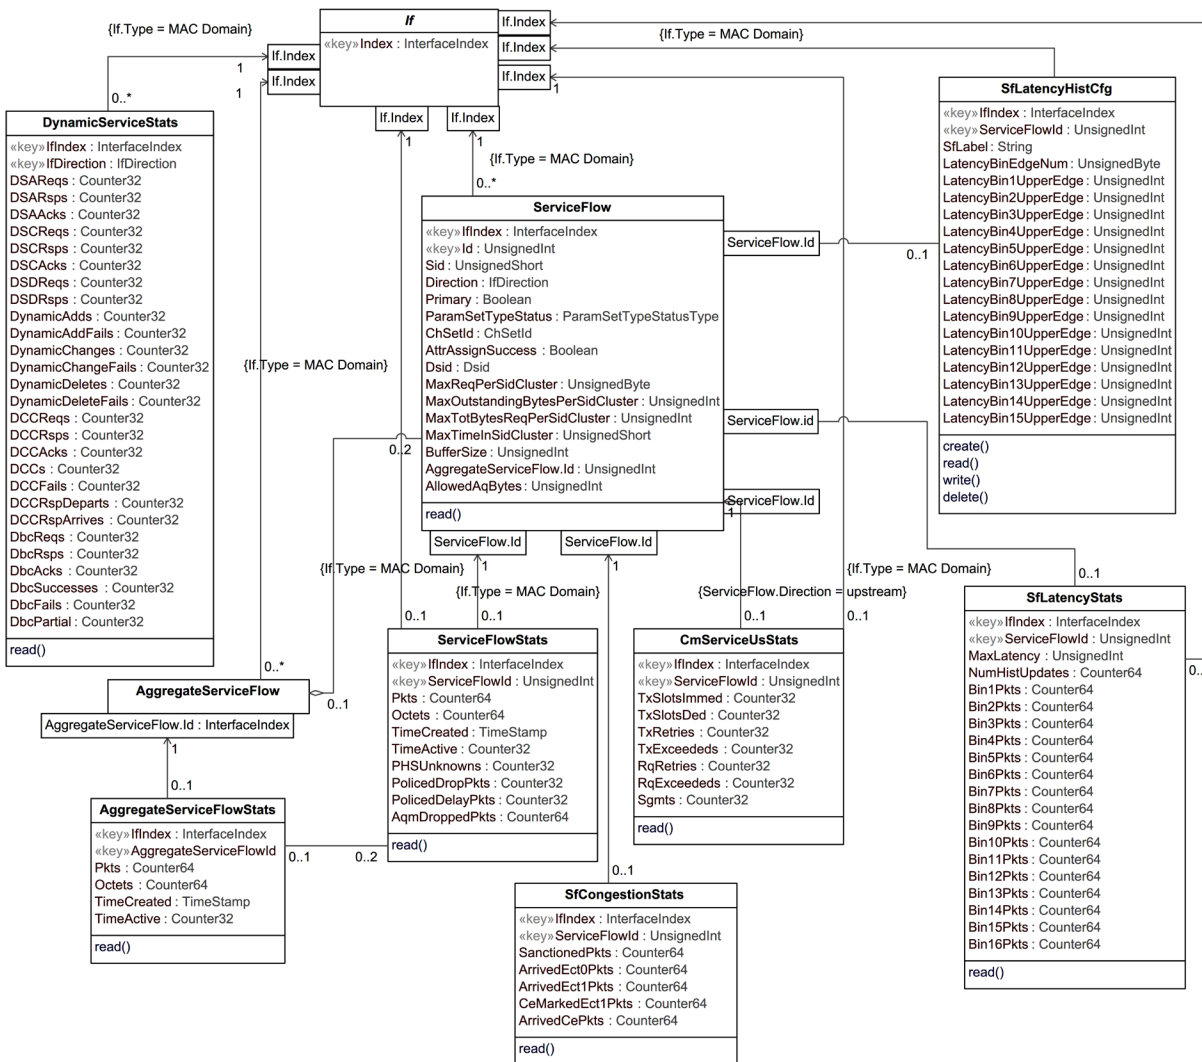 If
«key» Index : InterfaceIndex
If.Index
If.Index
If.Index
If.Index
If.Index
If.Index
If.Index
{If.Type = MAC Domain}
1
1
0..*
{If.Type = MAC Domain}
1
1
1
{If.Type = MAC Domain}
0..*
DynamicServiceStats
«key» IfIndex : InterfaceIndex
«key» IfDirection : IfDirection
DSAReqs : Counter32
DSARsps : Counter32
DSAAcks : Counter32
DSCReqs : Counter32
DSCRsps : Counter32
DSCAcks : Counter32
DSDReqs : Counter32
DSDRsps : Counter32
DynamicAdds : Counter32
DynamicAddFails : Counter32
DynamicChanges : Counter32
DynamicChangeFails : Counter32
DynamicDeletes : Counter32
DynamicDeleteFails : Counter32
DCCReqs : Counter32
DCCRsps : Counter32
DCCAcks : Counter32
DCCs : Counter32
DCCFails : Counter32
DCCRspDeparts : Counter32
DCCRspArrives : Counter32
DbcReqs : Counter32
DbcRsps : Counter32
DbcAcks : Counter32
DbcSuccesses : Counter32
DbcFails : Counter32
DbcPartial : Counter32
read()
{If.Type = MAC Domain}
ServiceFlow
«key» IfIndex : InterfaceIndex
«key» Id : UnsignedInt
Sid : UnsignedShort
Direction : IfDirection
Primary : Boolean
ParamSetTypeStatus : ParamSetTypeStatusType
ChSetId : ChSetId
AttrAssignSuccess : Boolean
Dsid : Dsid
MaxReqPerSidCluster : UnsignedByte
MaxOutstandingBytesPerSidCluster : UnsignedInt
MaxTotBytesReqPerSidCluster : UnsignedInt
MaxTimeInSidCluster : UnsignedShort
BufferSize : UnsignedInt
AggregateServiceFlow.Id : UnsignedInt
AllowedAqBytes : UnsignedInt
read()
0..2
ServiceFlow.Id
ServiceFlow.id
ServiceFlow.Id
ServiceFlow.Id
ServiceFlow.Id
0..1
1
1
1
SfLatencyHistCfg
«key» IfIndex : InterfaceIndex
«key» ServiceFlowId : UnsignedInt
SfLabel : String
LatencyBinEdgeNum : UnsignedByte
LatencyBin1UpperEdge : UnsignedInt
LatencyBin2UpperEdge : UnsignedInt
LatencyBin3UpperEdge : UnsignedInt
LatencyBin4UpperEdge : UnsignedInt
LatencyBin5UpperEdge : UnsignedInt
LatencyBin6UpperEdge : UnsignedInt
LatencyBin7UpperEdge : UnsignedInt
LatencyBin8UpperEdge : UnsignedInt
LatencyBin9UpperEdge : UnsignedInt
LatencyBin10UpperEdge : UnsignedInt
LatencyBin11UpperEdge : UnsignedInt
LatencyBin12UpperEdge : UnsignedInt
LatencyBin13UpperEdge : UnsignedInt
LatencyBin14UpperEdge : UnsignedInt
LatencyBin15UpperEdge : UnsignedInt
create()
read()
write()
delete()
{If.Type = MAC Domain}
{If.Type = MAC Domain}
{ServiceFlow.Direction = upstream}
{If.Type = MAC Domain}
0..1
0..1
0..1
0..1
0..1
0..*
AggregateServiceFlow
0..1
AggregateServiceFlow.Id : InterfaceIndex
1
0..1
AggregateServiceFlowStats
«key» IfIndex : InterfaceIndex
«key» AggregateServiceFlowId
Pkts : Counter64
Octets : Counter64
TimeCreated : TimeStamp
TimeActive : Counter32
read()
0..1
0..2
ServiceFlowStats
«key» IfIndex : InterfaceIndex
«key» ServiceFlowId : UnsignedInt
Pkts : Counter64
Octets : Counter64
TimeCreated : TimeStamp
TimeActive : Counter32
PHSUnknowns : Counter32
PolicedDropPkts : Counter32
PolicedDelayPkts : Counter32
AqmDroppedPkts : Counter64
read()
CmServiceUsStats
«key» IfIndex : InterfaceIndex
«key» ServiceFlowId : UnsignedInt
TxSlotsImmed : Counter32
TxSlotsDed : Counter32
TxRetries : Counter32
TxExceededs : Counter32
RqRetries : Counter32
RqExceededs : Counter32
Sgmts : Counter32
read()
SfLatencyStats
«key» IfIndex : InterfaceIndex
«key» ServiceFlowId : UnsignedInt
MaxLatency : UnsignedInt
NumHistUpdates : Counter64
Bin1Pkts : Counter64
Bin2Pkts : Counter64
Bin3Pkts : Counter64
Bin4Pkts : Counter64
Bin5Pkts : Counter64
Bin6Pkts : Counter64
Bin7Pkts : Counter64
Bin8Pkts : Counter64
Bin9Pkts : Counter64
Bin10Pkts : Counter64
Bin11Pkts : Counter64
Bin12Pkts : Counter64
Bin13Pkts : Counter64
Bin14Pkts : Counter64
Bin15Pkts : Counter64
Bin16Pkts : Counter64
read()
0..1
SfCongestionStats
«key» IfIndex : InterfaceIndex
«key» ServiceFlowId : UnsignedInt
SanctionedPkts : Counter64
ArrivedEct0Pkts : Counter64
ArrivedEct1Pkts : Counter64
CeMarkedEct1Pkts : Counter64
ArrivedCePkts : Counter64
read()